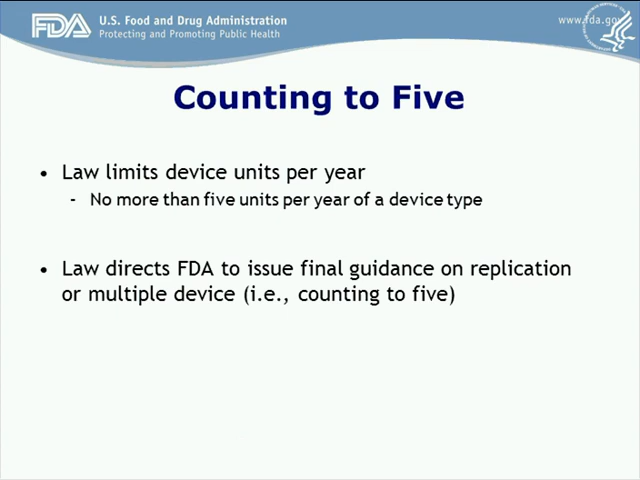 FDA U.S. Food and Drug Administration
Protecting and Promoting Public Health
www.fda.gov
Counting to Five
• Law limits device units per year
- No more than five units per year of a device type
• Law directs FDA to issue final guidance on replication
or multiple device (i.e., counting to five)